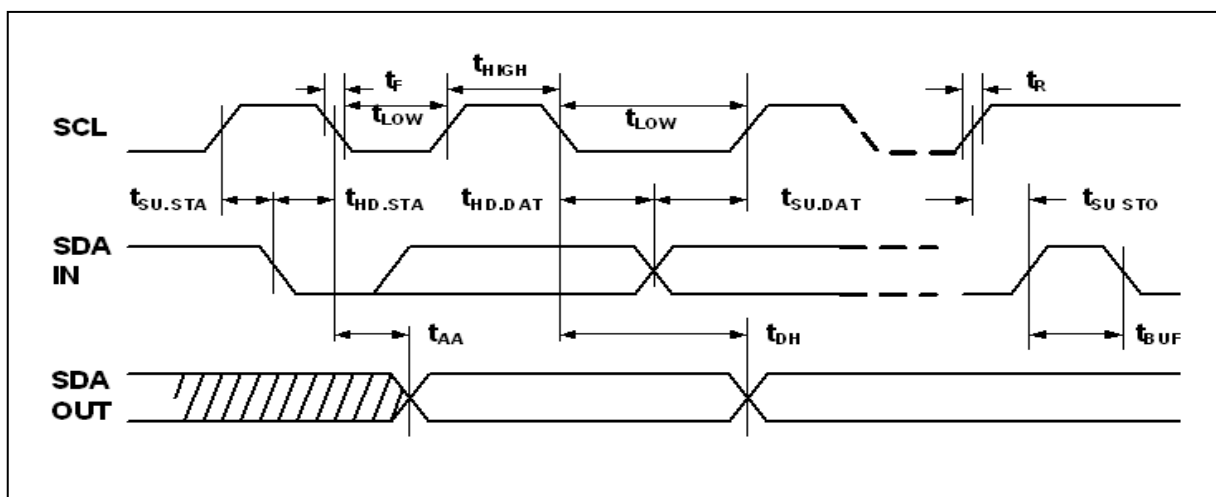 tF
tHIGH
tR
SCL
tLOW
tLOW
tSU.STA
tHD.STA
tHD.DAT
tSU.DAT
tSU STO
SDA
IN
tAA
tDH
tBUF
SDA
OUT